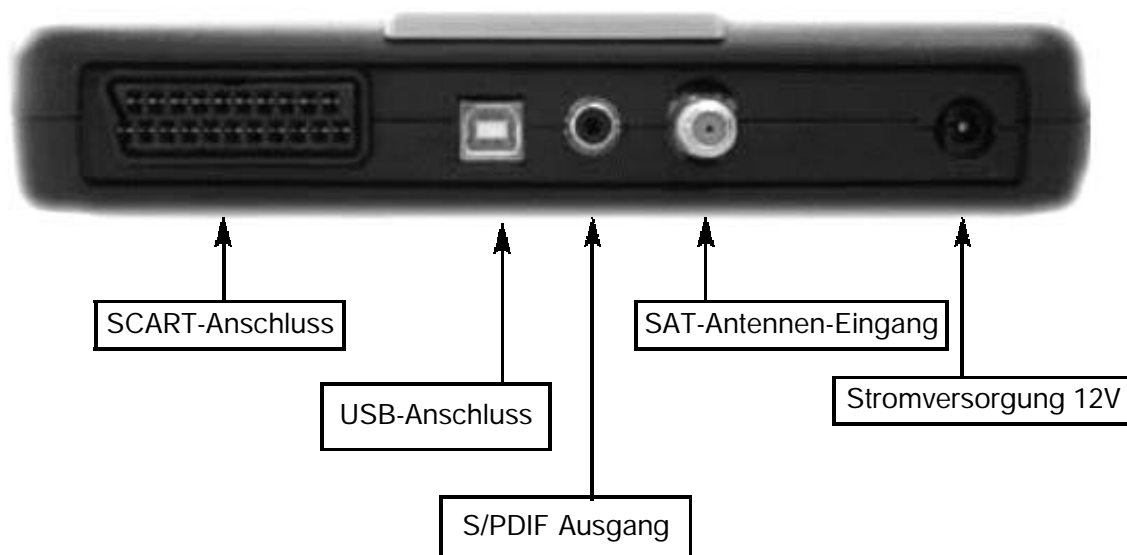 SCART-Anschluss
SAT-Antennen-Eingang
Stromversorgung 12V
USB-Anschluss
S/PDIF Ausgang